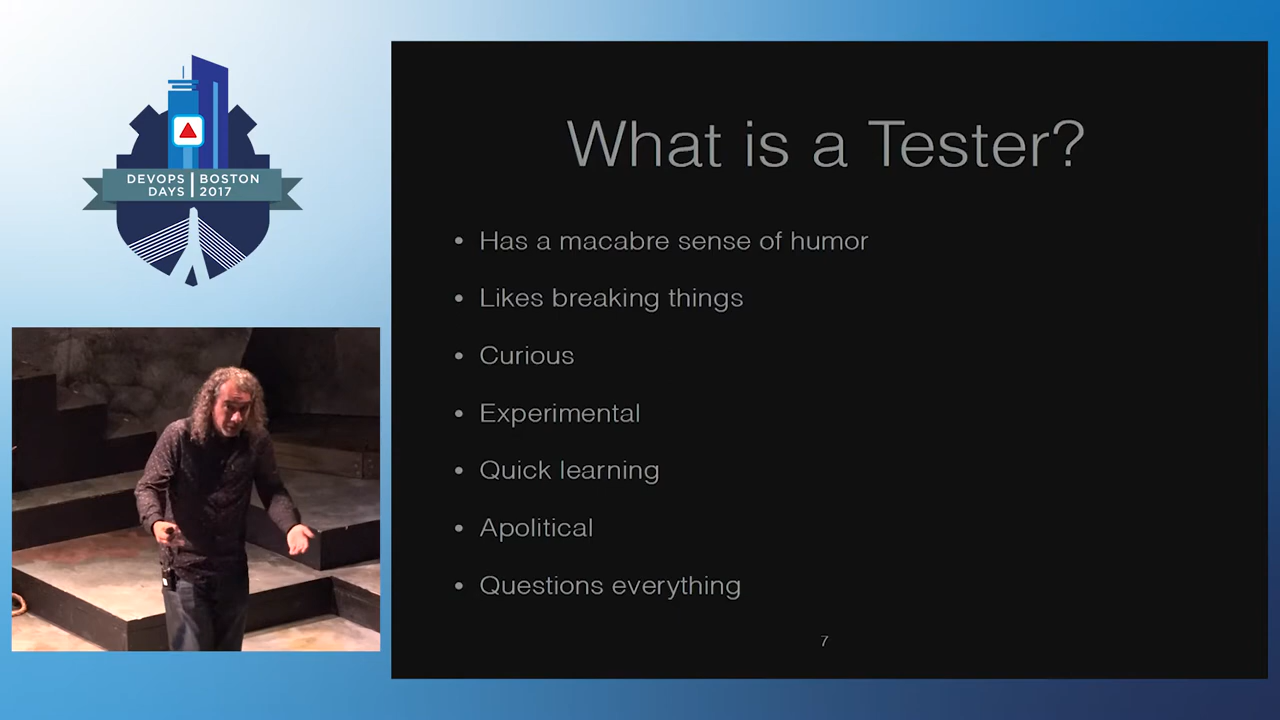 DEVOPS BOSTON
DAYS 2017
What is a Tester?
• Has a macabre sense of humor
• Likes breaking things
• Curious
• Experimental
• Quick learning
• Apolitical
• Questions everything
7